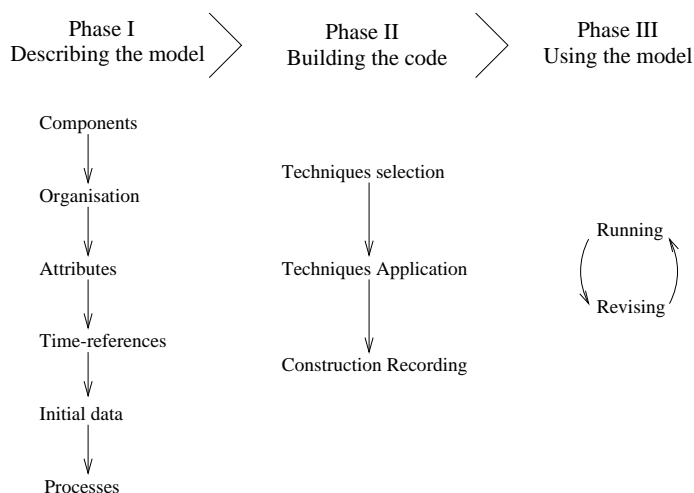 Phase I
Describing the model
Phase II
Building the code
Phase III
Using the model
Components
Organisation
Attributes
Time-references
Initial data
Processes
Techniques selection
Techniques Application
Construction Recording
Running
Revising